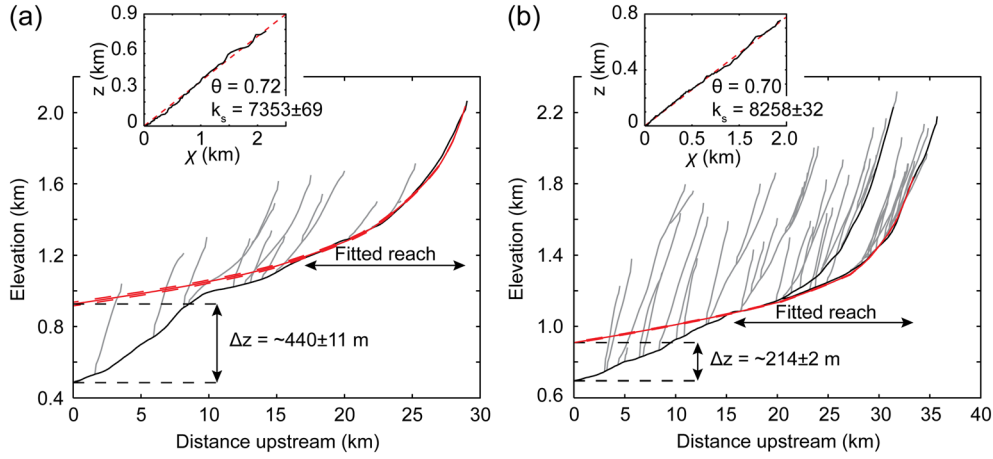 (a)
0.9
0.6
0.3
0
z (km)
θ = 0.72
k_s = 7353±69
0 1 2
χ (km)
2.0
1.6
1.2
0.8
0.4
Elevation (km)
Fitted reach
Δz = ~440±11 m
0 5 10 15 20 25 30
Distance upstream (km)
(b)
0.8
0.4
0
z (km)
θ = 0.70
k_s = 8258±32
0 0.5 1.0 2.0
χ (km)
2.2
1.8
1.4
1.0
0.6
Elevation (km)
Fitted reach
Δz = ~214±2 m
0 5 10 15 20 25 30 35 40
Distance upstream (km)